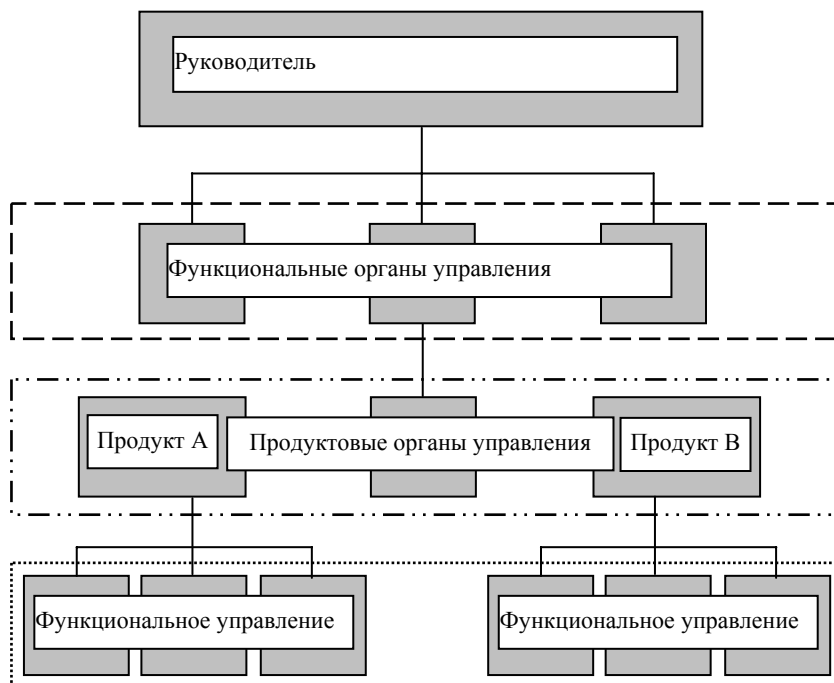 Руководитель
Функциональные органы управления
Продукт А
Продуктовые органы управления
Продукт В
Функциональное управление
Функциональное управление